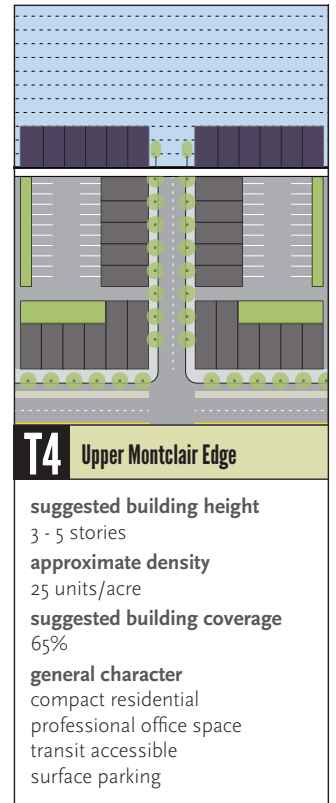 T4 Upper Montclair Edge
suggested building height
3 - 5 stories
approximate density
25 units/acre
suggested building coverage
65%
general character
compact residential
professional office space
transit accessible
surface parking